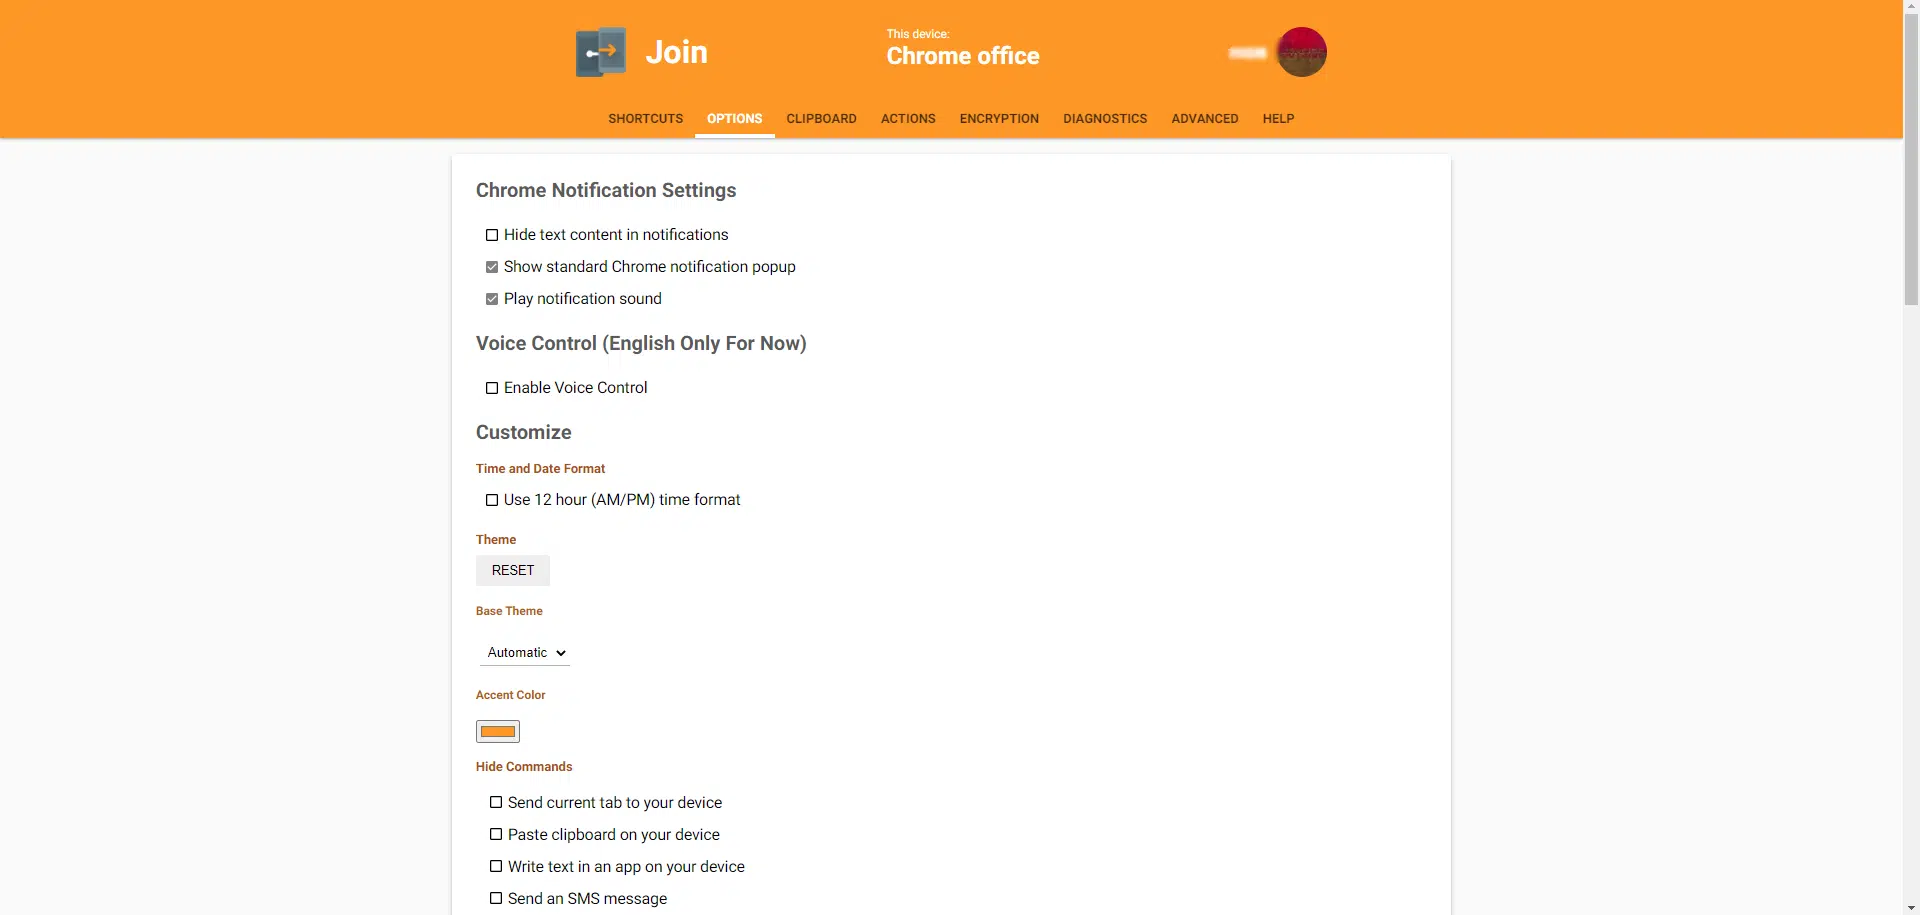 Join
This device:
Chrome office
SHORTCUTS OPTIONS CLIPBOARD ACTIONS ENCRYPTION DIAGNOSTICS ADVANCED HELP
Chrome Notification Settings
Hide text content in notifications
Show standard Chrome notification popup
Play notification sound
Voice Control (English Only For Now)
Enable Voice Control
Customize
Time and Date Format
Use 12 hour (AM/PM) time format
Theme
RESET
Base Theme
Automatic
Accent Color
Hide Commands
Send current tab to your device
Paste clipboard on your device
Write text in an app on your device
Send an SMS message